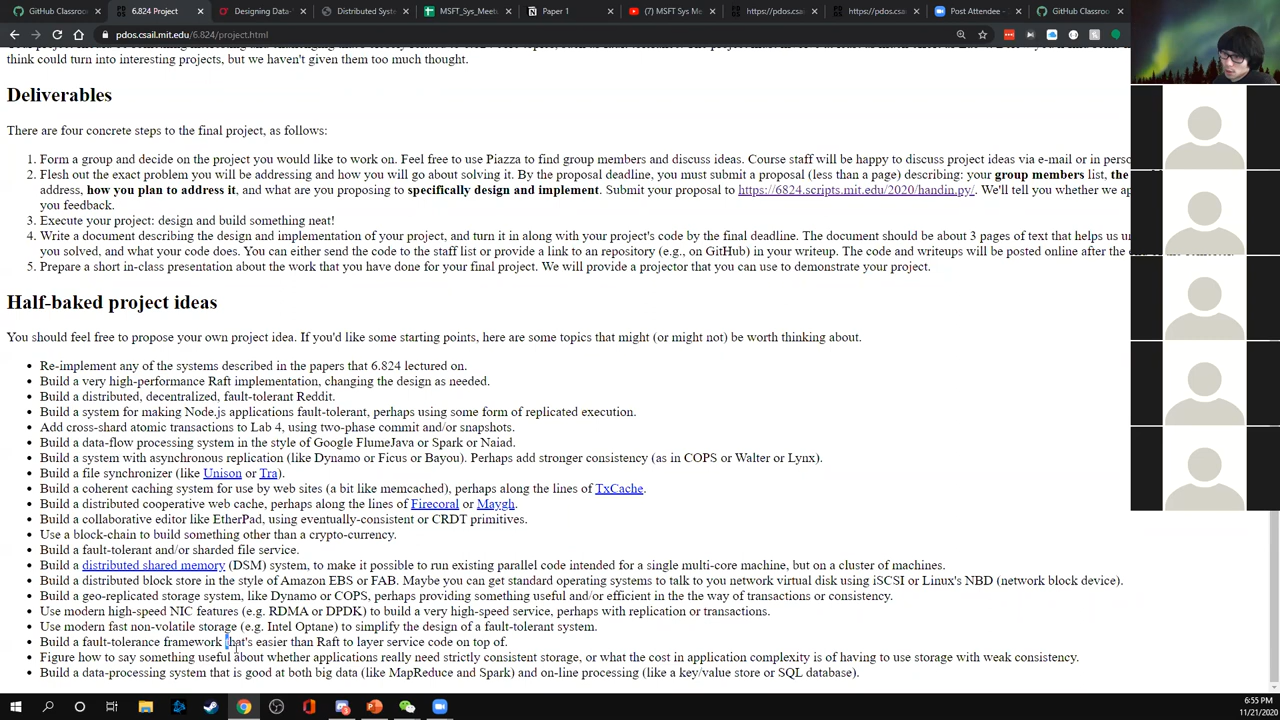 GitHub Classroo
6.824 Project
Designing Data-
Distributed Syste
MSFT_Sys_Meet
Paper 1
(7) MSFT Sys Me
https://pdos.csai
https://pdos.csai
Post Attendee -
GitHub Classroo
pdos.csail.mit.edu/6.824/project.html
think could turn into interesting projects, but we haven't given them too much thought.
Deliverables
There are four concrete steps to the final project, as follows:
1. Form a group and decide on the project you would like to work on. Feel free to use Piazza to find group members and discuss ideas. Course staff will be happy to discuss project ideas via e-mail or in perso
2. Flesh out the exact problem you will be addressing and how you will go about solving it. By the proposal deadline, you must submit a proposal (less than a page) describing: your group members list, the
address, how you plan to address it, and what are you proposing to specifically design and implement. Submit your proposal to https://6824.scripts.mit.edu/2020/handin.py/. We'll tell you whether we ap
you feedback.
3. Execute your project: design and build something neat!
4. Write a document describing the design and implementation of your project, and turn it in along with your project's code by the final deadline. The document should be about 3 pages of text that helps us un
you solved, and what your code does. You can either send the code to the staff list or provide a link to an repository (e.g., on GitHub) in your writeup. The code and writeups will be posted online after the
5. Prepare a short in-class presentation about the work that you have done for your final project. We will provide a projector that you can use to demonstrate your project.
Half-baked project ideas
You should feel free to propose your own project idea. If you'd like some starting points, here are some topics that might (or might not) be worth thinking about.
• Re-implement any of the systems described in the papers that 6.824 lectured on.
• Build a very high-performance Raft implementation, changing the design as needed.
• Build a distributed, decentralized, fault-tolerant Reddit.
• Build a system for making Node.js applications fault-tolerant, perhaps using some form of replicated execution.
• Add cross-shard atomic transactions to Lab 4, using two-phase commit and/or snapshots.
• Build a data-flow processing system in the style of Google FlumeJava or Spark or Naiad.
• Build a system with asynchronous replication (like Dynamo or Ficus or Bayou). Perhaps add stronger consistency (as in COPS or Walter or Lynx).
• Build a file synchronizer (like Unison or Tra).
• Build a coherent caching system for use by web sites (a bit like memcached), perhaps along the lines of TxCache.
• Build a distributed cooperative web cache, perhaps along the lines of Firecoral or Maygh.
• Build a collaborative editor like EtherPad, using eventually-consistent or CRDT primitives.
• Use a block-chain to build something other than a crypto-currency.
• Build a fault-tolerant and/or sharded file service.
• Build a distributed shared memory (DSM) system, to make it possible to run existing parallel code intended for a single multi-core machine, but on a cluster of machines.
• Build a distributed block store in the style of Amazon EBS or FAB. Maybe you can get standard operating systems to talk to you network virtual disk using iSCSI or Linux's NBD (network block device).
• Build a geo-replicated storage system, like Dynamo or COPS, perhaps providing something useful and/or efficient in the the way of transactions or consistency.
• Use modern high-speed NIC features (e.g. RDMA or DPDK) to build a very high-speed service, perhaps with replication or transactions.
• Use modern fast non-volatile storage (e.g. Intel Optane) to simplify the design of a fault-tolerant system.
• Build a fault-tolerance framework that's easier than Raft to layer service code on top of.
• Figure how to say something useful about whether applications really need strictly consistent storage, or what the cost in application complexity is of having to use storage with weak consistency.
• Build a data-processing system that is good at both big data (like MapReduce and Spark) and on-line processing (like a key/value store or SQL database).
6:55 PM
11/21/2020